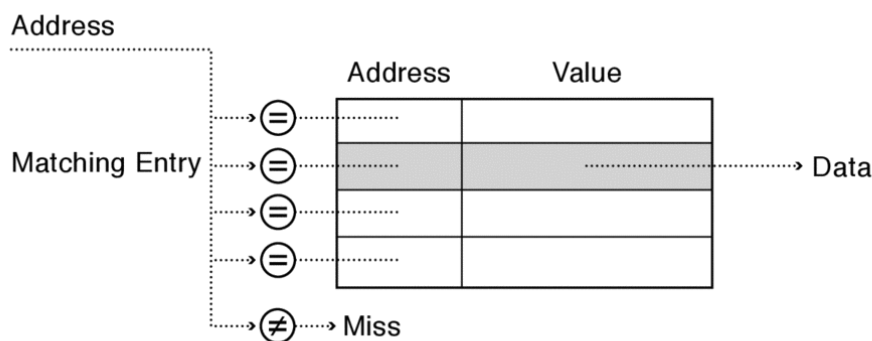 Address
Address Value
=
Matching Entry = Data
=
=
≠ Miss